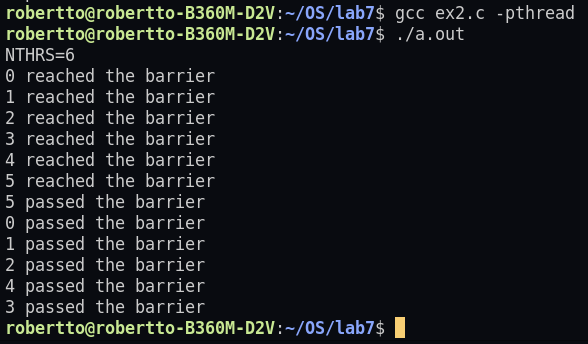 robertto@robertto-B360M-D2V:~/OS/lab7$ gcc ex2.c -pthread
robertto@robertto-B360M-D2V:~/OS/lab7$ ./a.out
NTHRS=6
0 reached the barrier
1 reached the barrier
2 reached the barrier
3 reached the barrier
4 reached the barrier
5 reached the barrier
5 passed the barrier
0 passed the barrier
1 passed the barrier
2 passed the barrier
4 passed the barrier
3 passed the barrier
robertto@robertto-B360M-D2V:~/OS/lab7$